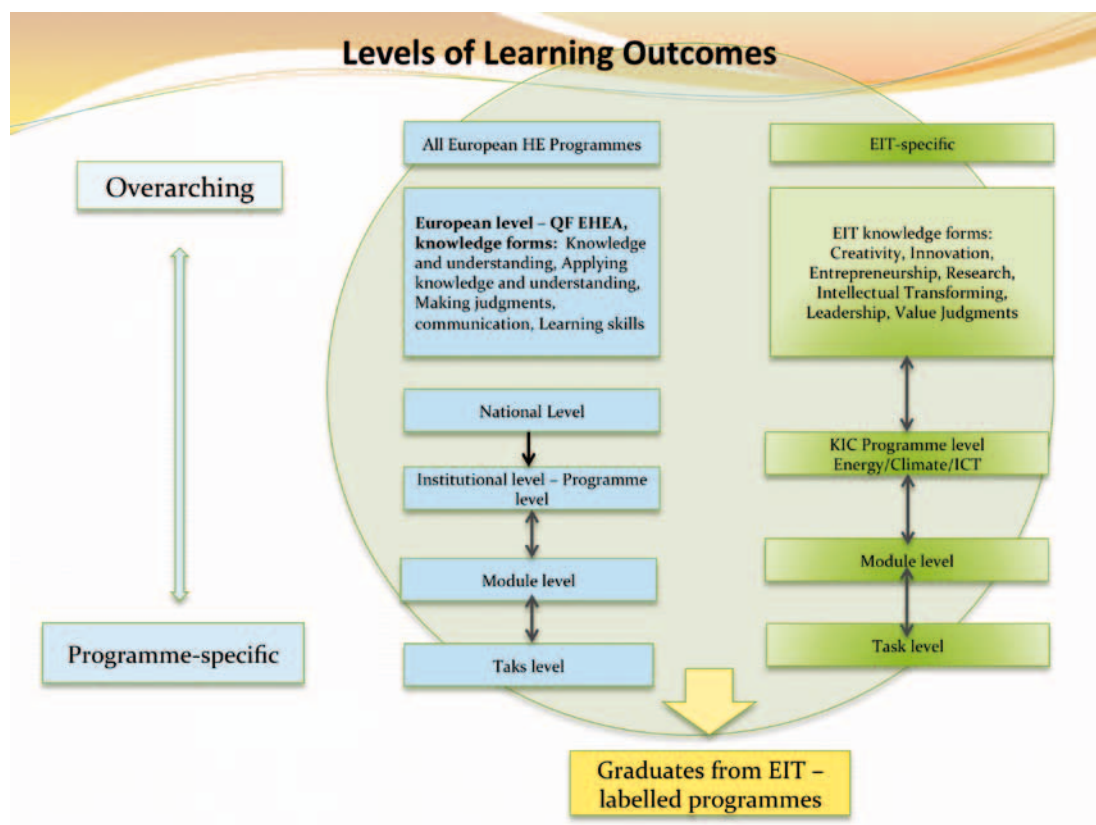 Levels of Learning Outcomes
Overarching
Programme-specific
All European HE Programmes
European level – QF EHEA,
knowledge forms: Knowledge
and understanding, Applying
knowledge and understanding,
Making judgments,
communication, Learning skills
National Level
Institutional level – Programme
level
Module level
Taks level
EIT-specific
EIT knowledge forms:
Creativity, Innovation,
Entrepreneurship, Research,
Intellectual Transforming,
Leadership, Value Judgments
KIC Programme level
Energy/Climate/ICT
Module level
Task level
Graduates from EIT –
labelled programmes